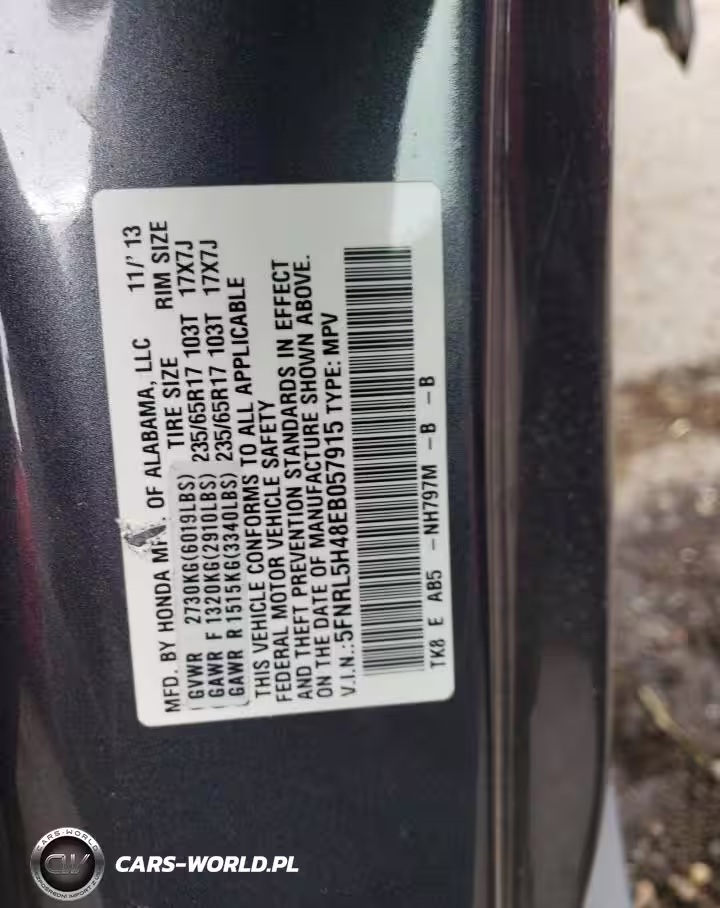 MFD. BY HONDA MFG. OF ALABAMA, LLC 11/'13
TIRE SIZE RIM SIZE
GVWR 2730KG(6019LBS)
GAWR F 1320KG(2910LBS) 235/65R17 103T 17X7J
GAWR R 1515KG(3340LBS) 235/65R17 103T 17X7J
THIS VEHICLE CONFORMS TO ALL APPLICABLE
FEDERAL MOTOR VEHICLE SAFETY
AND THEFT PREVENTION STANDARDS IN EFFECT
ON THE DATE OF MANUFACTURE SHOWN ABOVE.
V.I.N.:5FNRL5H48EB057915 TYPE: MPV
TK8 E AB5 -NH797M -B -B
CARS-WORLD
CW
CARS-WORLD.PL